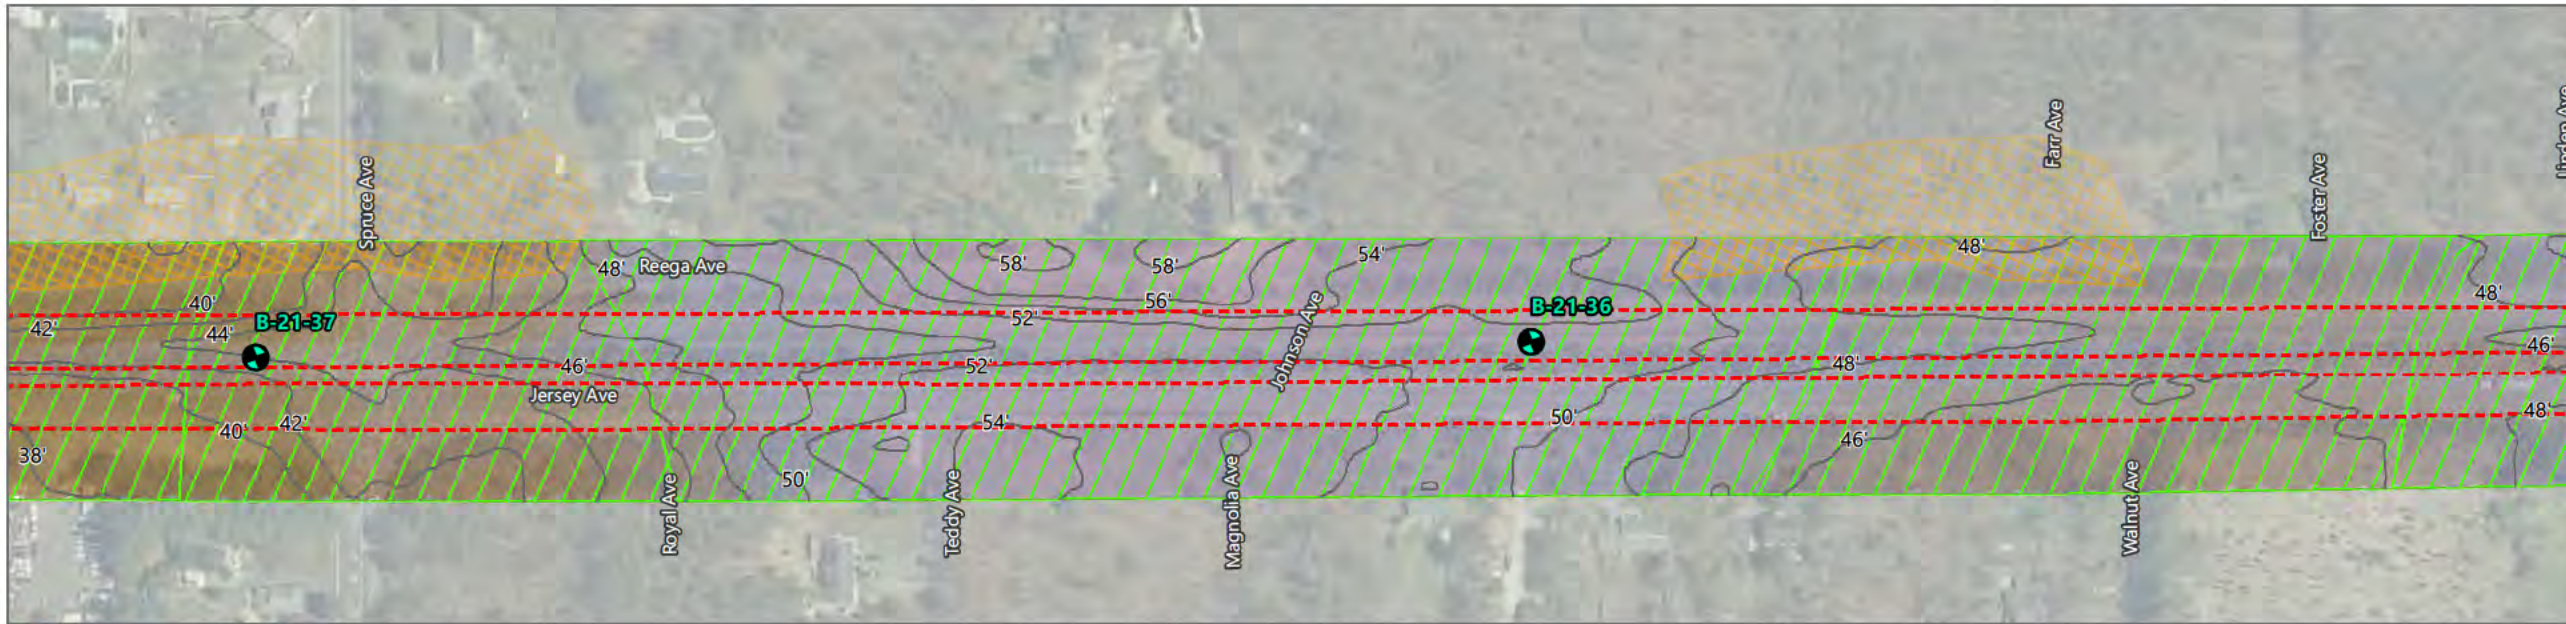 Farr Ave
Linden Ave
Spruce Ave
Foster Ave
48'
Reega Ave
58'
58'
54'
48'
40'
42'
44'
B-21-37
56'
52'
Johnson Ave
B-21-36
48'
46'
Jersey Ave
52'
48'
46'
38'
40'
42'
54'
50'
50'
46'
48'
Royal Ave
Teddy Ave
Magnolia Ave
Walnut Ave